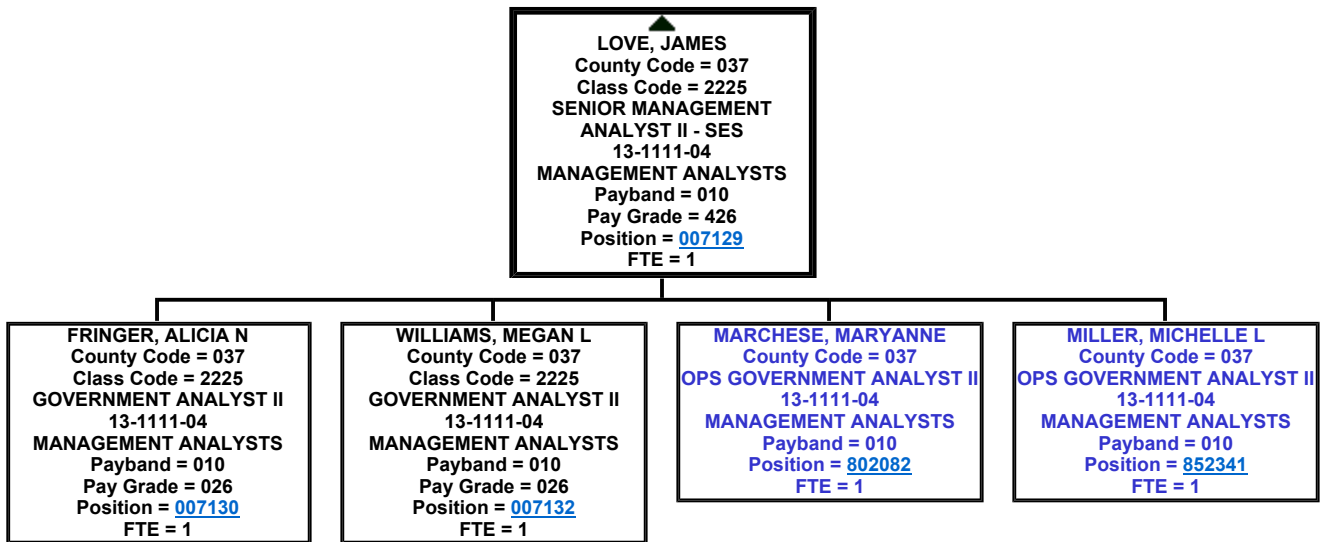 LOVE, JAMES
County Code = 037
Class Code = 2225
SENIOR MANAGEMENT
ANALYST II - SES
13-1111-04
MANAGEMENT ANALYSTS
Payband = 010
Pay Grade = 426
Position = 007129
FTE = 1
FRINGER, ALICIA N
County Code = 037
Class Code = 2225
GOVERNMENT ANALYST II
13-1111-04
MANAGEMENT ANALYSTS
Payband = 010
Pay Grade = 026
Position = 007130
FTE = 1
WILLIAMS, MEGAN L
County Code = 037
Class Code = 2225
GOVERNMENT ANALYST II
13-1111-04
MANAGEMENT ANALYSTS
Payband = 010
Pay Grade = 026
Position = 007132
FTE = 1
MARCHESE, MARYANNE
County Code = 037
OPS GOVERNMENT ANALYST II
13-1111-04
MANAGEMENT ANALYSTS
Payband = 010
Position = 802082
FTE = 1
MILLER, MICHELLE L
County Code = 037
OPS GOVERNMENT ANALYST II
13-1111-04
MANAGEMENT ANALYSTS
Payband = 010
Position = 852341
FTE = 1